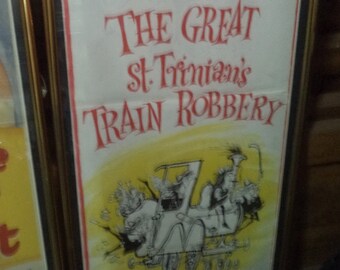 THE GREAT
st. Trinian's
TRAIN ROBBERY